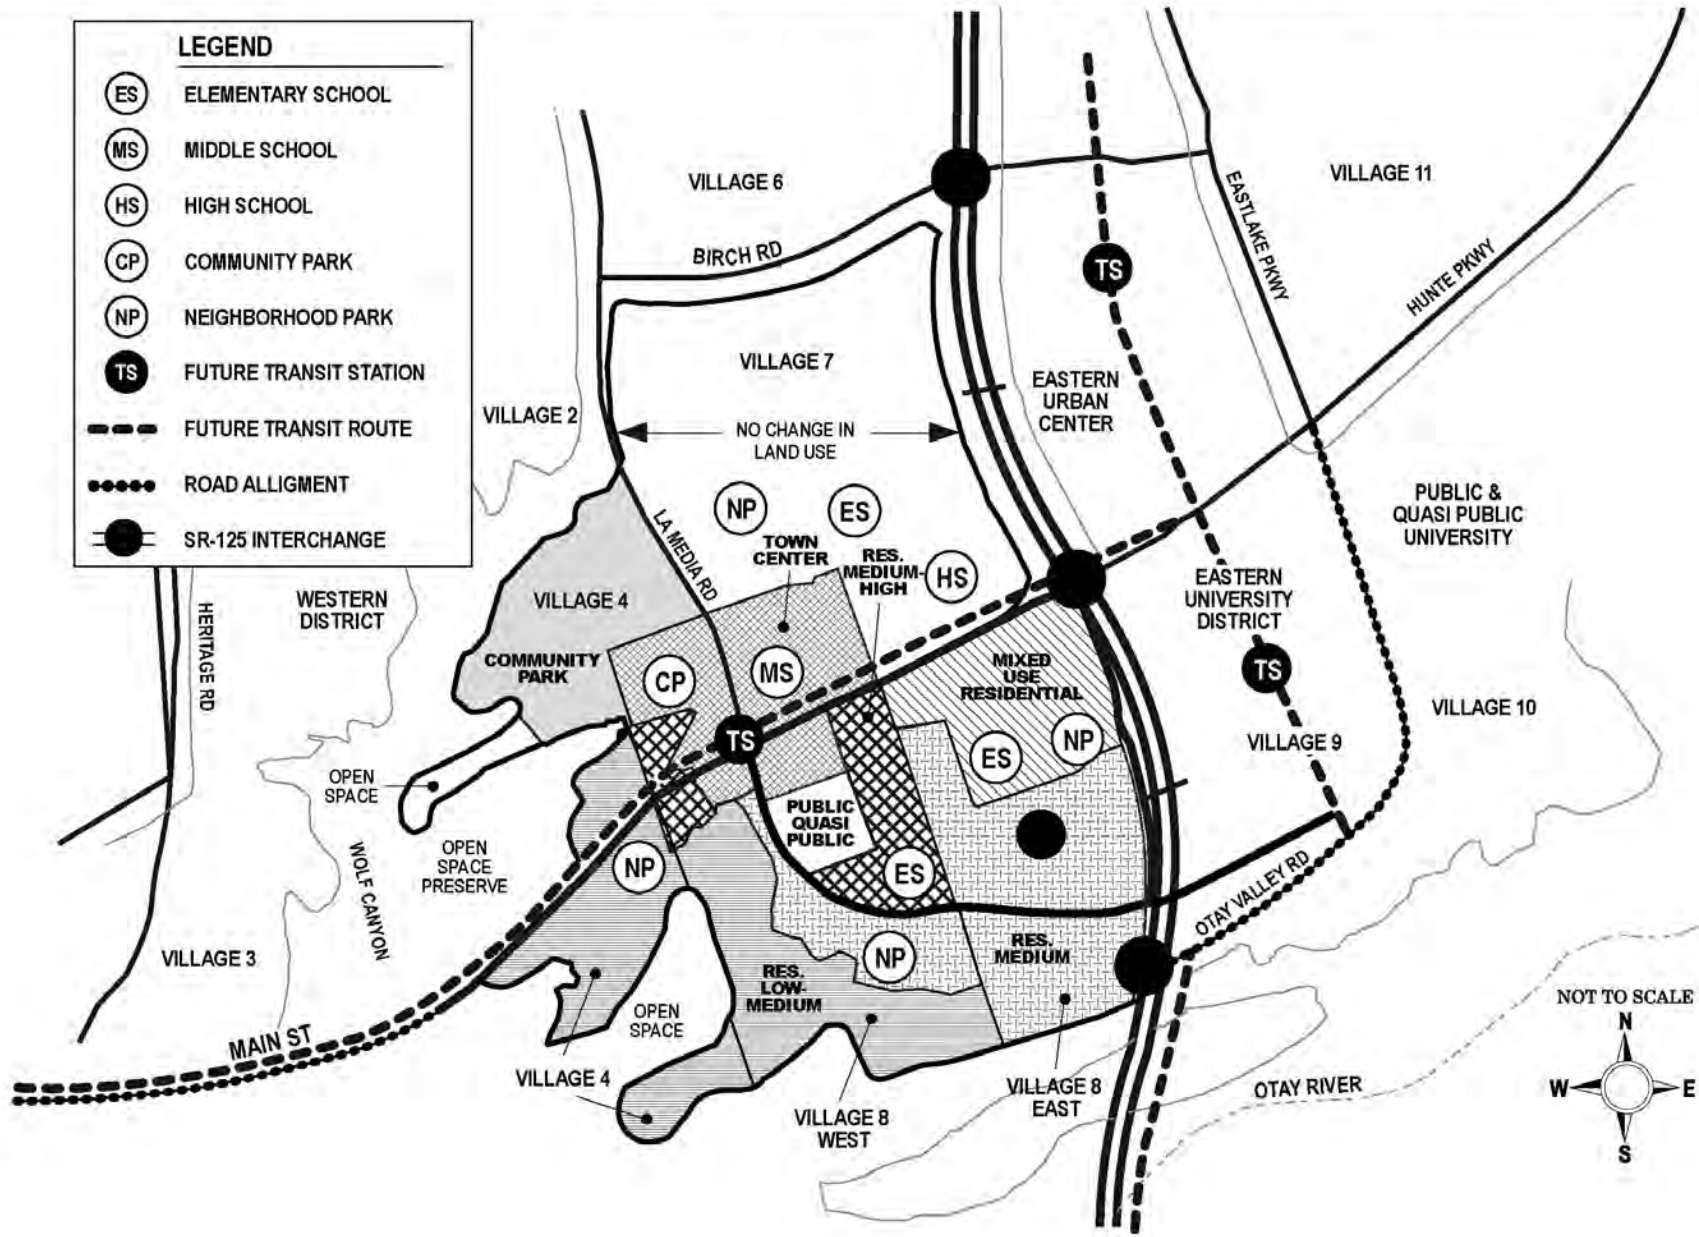 LEGEND
ES ELEMENTARY SCHOOL
MS MIDDLE SCHOOL
HS HIGH SCHOOL
CP COMMUNITY PARK
NP NEIGHBORHOOD PARK
TS FUTURE TRANSIT STATION
FUTURE TRANSIT ROUTE
ROAD ALLIGMENT
SR-125 INTERCHANGE
VILLAGE 6
VILLAGE 11
BIRCH RD
EASTLAKE PKWY
HUNTE PKWY
TS
VILLAGE 7
VILLAGE 2
NO CHANGE IN
LAND USE
EASTERN
URBAN
CENTER
NP
ES
LA MEDIA RD
TOWN
CENTER
RES.
MEDIUM-
HIGH
HS
PUBLIC &
QUASI PUBLIC
UNIVERSITY
EASTERN
UNIVERSITY
DISTRICT
TS
WESTERN
DISTRICT
HERITAGE RD
VILLAGE 4
COMMUNITY
PARK
CP
MS
MIXED
USE
RESIDENTIAL
VILLAGE 10
VILLAGE 9
TS
ES
NP
OPEN
SPACE
OPEN
SPACE
PRESERVE
WOLF CANYON
PUBLIC
QUASI
PUBLIC
NP
ES
OTAY VALLEY RD
VILLAGE 3
NP
RES.
MEDIUM
RES.
LOW-
MEDIUM
OPEN
SPACE
MAIN ST
VILLAGE 4
VILLAGE 8
WEST
VILLAGE 8
EAST
OTAY RIVER
NOT TO SCALE
N
W E
S